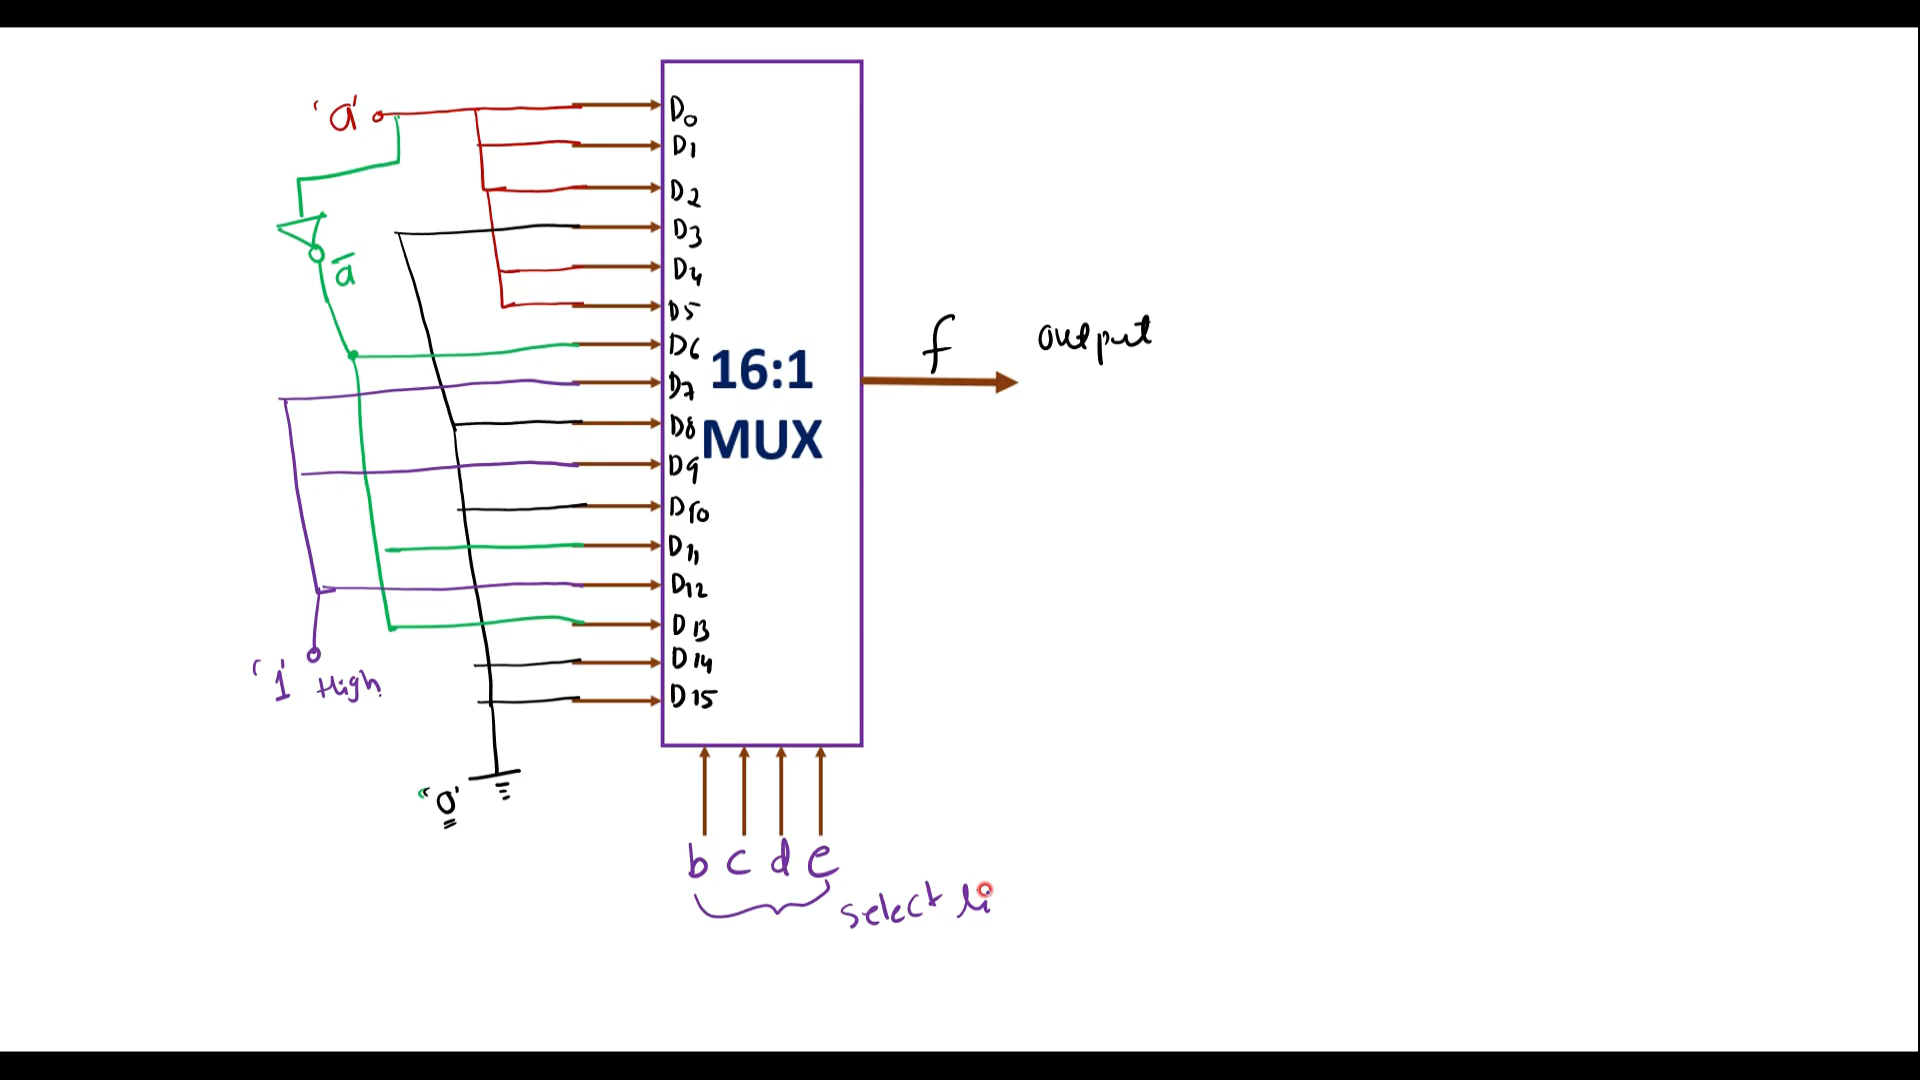 'a'
D0
D1
D2
D3
a̅
D4
D5
D6
D7
16:1
MUX
f output
D8
D9
D10
D11
D12
D13
D14
D15
'1' High
"0'
b c d e
select li